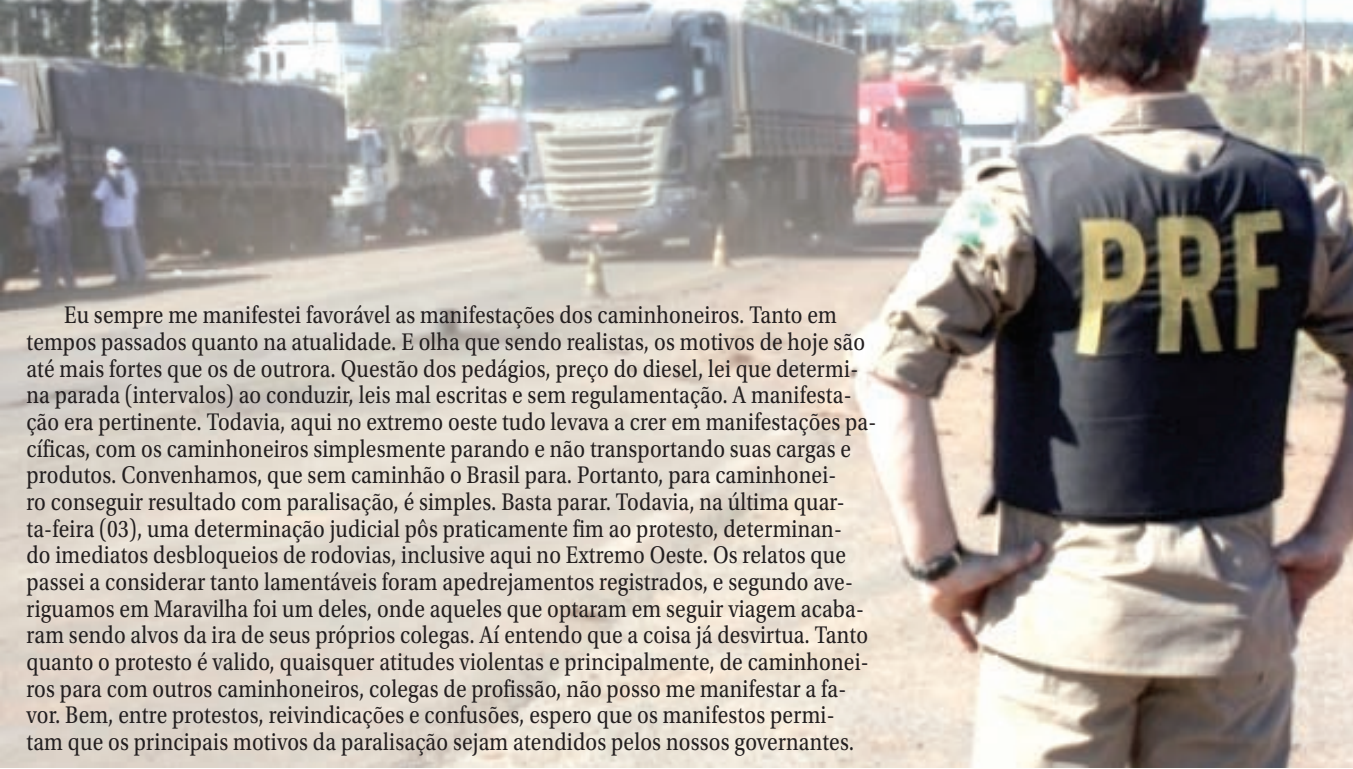 PRF
Eu sempre me manifestei favorável as manifestações dos caminhoneiros. Tanto em
tempos passados quanto na atualidade. E olha que sendo realistas, os motivos de hoje são
até mais fortes que os de outrora. Questão dos pedágios, preço do diesel, lei que determi-
na parada (intervalos) ao conduzir, leis mal escritas e sem regulamentação. A manifesta-
ção era pertinente. Todavia, aqui no extremo oeste tudo levava a crer em manifestações pa-
cíficas, com os caminhoneiros simplesmente parando e não transportando suas cargas e
produtos. Convenhamos, que sem caminhão o Brasil para. Portanto, para caminhonei-
ro conseguir resultado com paralisação, é simples. Basta parar. Todavia, na última quar-
ta-feira (03), uma determinação judicial pôs praticamente fim ao protesto, determinan-
do imediatos desbloqueios de rodovias, inclusive aqui no Extremo Oeste. Os relatos que
passei a considerar tanto lamentáveis foram apedrejamentos registrados, e segundo ave-
riguamos em Maravilha foi um deles, onde aqueles que optaram em seguir viagem acaba-
ram sendo alvos da ira de seus próprios colegas. Aí entendo que a coisa já desvirtua. Tanto
quanto o protesto é valido, quaisquer atitudes violentas e principalmente, de caminhonei-
ros para com outros caminhoneiros, colegas de profissão, não posso me manifestar a fa-
vor. Bem, entre protestos, reivindicações e confusões, espero que os manifestos permi-
tam que os principais motivos da paralisação sejam atendidos pelos nossos governantes.